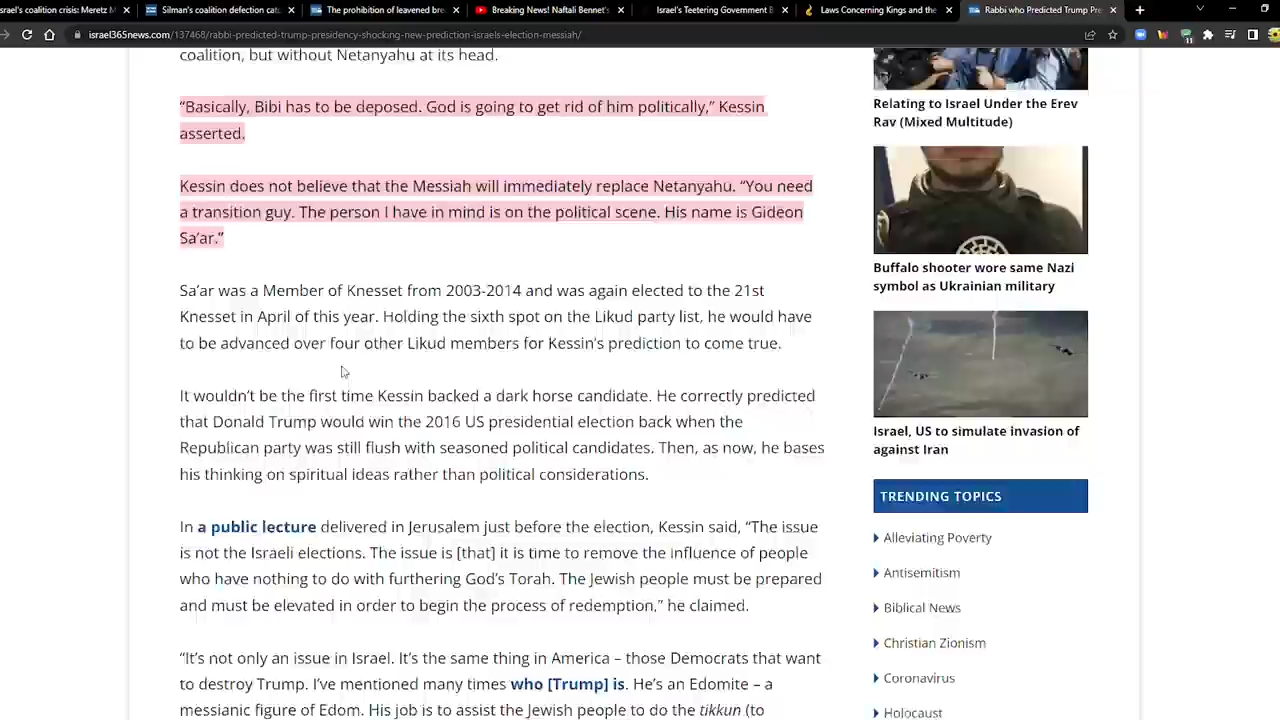 srael's coalition crisis: Meretz M
Silman's coalition defection cat
The prohibition of leavened bre
Breaking News! Naftali Bennet's
Israel's Teetering Government B
Laws Concerning Kings and the
Rabbi who Predicted Trump Pre
israel365news.com/137468/rabbi-predicted-trump-presidency-shocking-new-prediction-israels-election-messiah/
11
coalition, but without Netanyahu at its head.
“Basically, Bibi has to be deposed. God is going to get rid of him politically,” Kessin
asserted.
Kessin does not believe that the Messiah will immediately replace Netanyahu. “You need
a transition guy. The person I have in mind is on the political scene. His name is Gideon
Sa’ar.”
Sa’ar was a Member of Knesset from 2003-2014 and was again elected to the 21st
Knesset in April of this year. Holding the sixth spot on the Likud party list, he would have
to be advanced over four other Likud members for Kessin’s prediction to come true.
It wouldn’t be the first time Kessin backed a dark horse candidate. He correctly predicted
that Donald Trump would win the 2016 US presidential election back when the
Republican party was still flush with seasoned political candidates. Then, as now, he bases
his thinking on spiritual ideas rather than political considerations.
In a public lecture delivered in Jerusalem just before the election, Kessin said, “The issue
is not the Israeli elections. The issue is [that] it is time to remove the influence of people
who have nothing to do with furthering God’s Torah. The Jewish people must be prepared
and must be elevated in order to begin the process of redemption,” he claimed.
“It’s not only an issue in Israel. It’s the same thing in America – those Democrats that want
to destroy Trump. I’ve mentioned many times who [Trump] is. He’s an Edomite – a
messianic figure of Edom. His job is to assist the Jewish people to do the tikkun (to
Relating to Israel Under the Erev
Rav (Mixed Multitude)
Buffalo shooter wore same Nazi
symbol as Ukrainian military
Israel, US to simulate invasion of
against Iran
TRENDING TOPICS
Alleviating Poverty
Antisemitism
Biblical News
Christian Zionism
Coronavirus
Holocaust